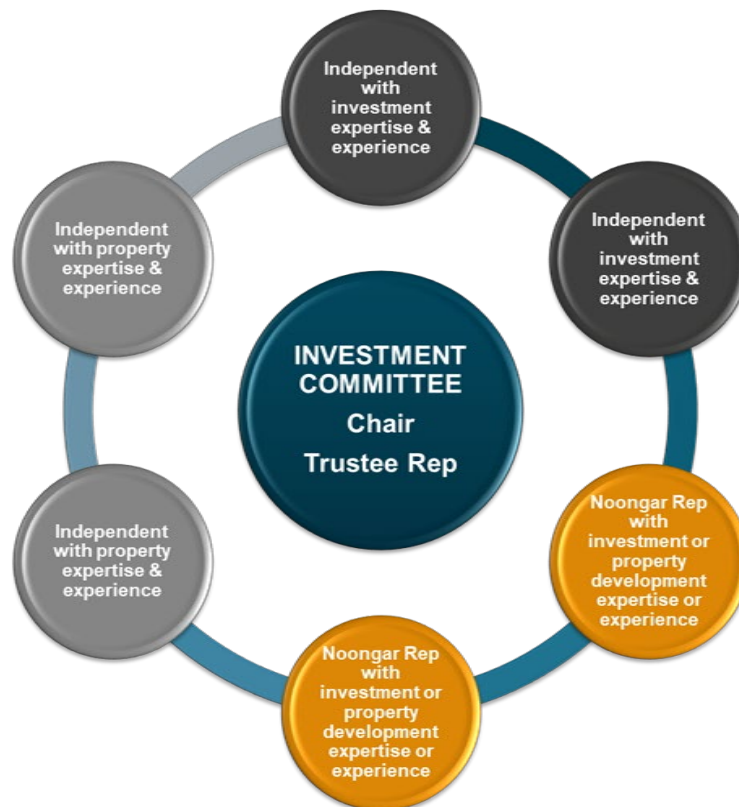 Independent
with
investment
expertise &
experience
Independent
with
investment
expertise &
experience
Noongar Rep
with
investment or
property
development
expertise or
experience
Noongar Rep
with
investment or
property
development
expertise or
experience
Independent
with property
expertise &
experience
Independent
with property
expertise &
experience
INVESTMENT
COMMITTEE
Chair
Trustee Rep